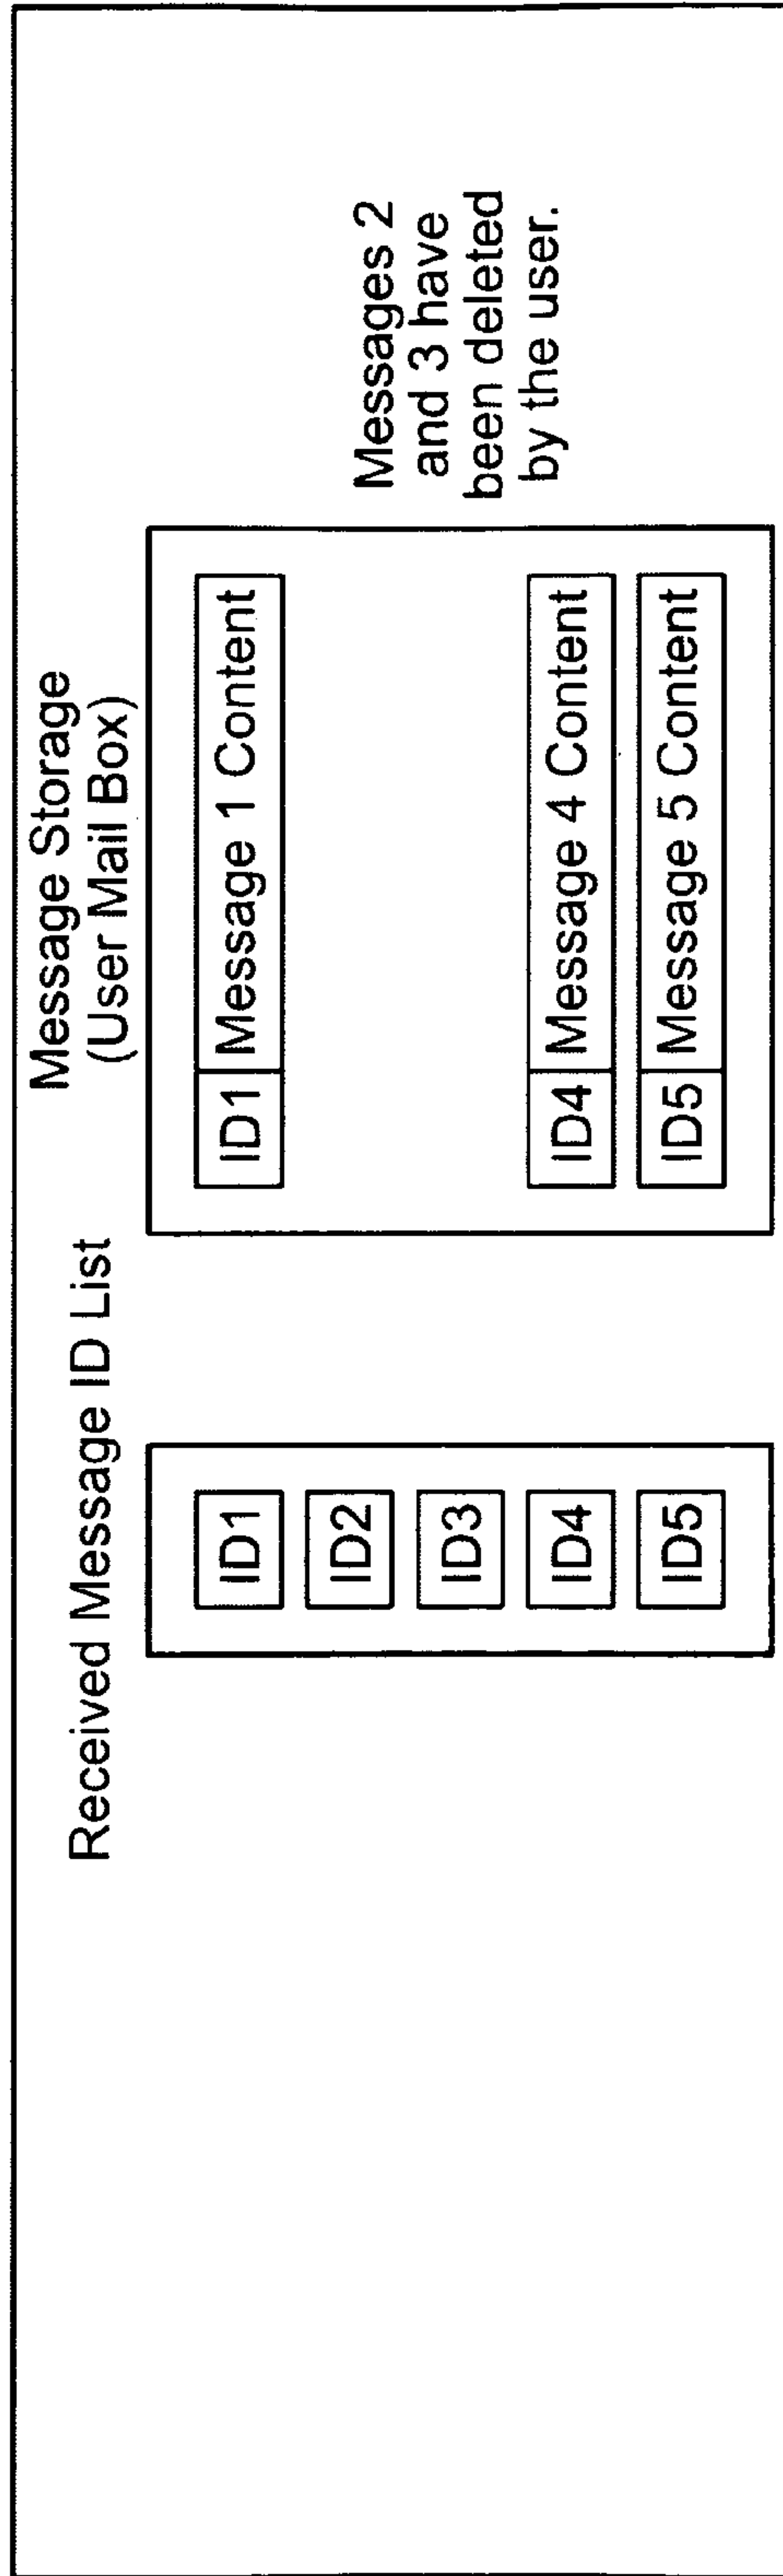 Received Message ID List
ID1
ID2
ID3
ID4
ID5
Message Storage
(User Mail Box)
ID1 Message 1 Content
ID4 Message 4 Content
ID5 Message 5 Content
Messages 2
and 3 have
been deleted
by the user.